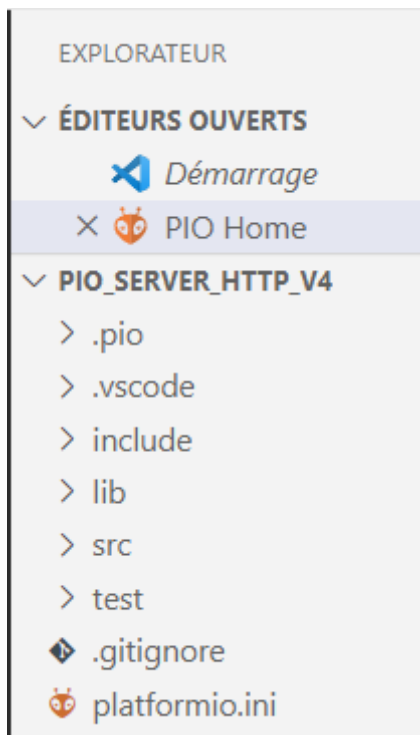 EXPLORATEUR
ÉDITEURS OUVERTS
Démarrage
PIO Home
PIO_SERVER_HTTP_V4
.pio
.vscode
include
lib
src
test
.gitignore
platformio.ini